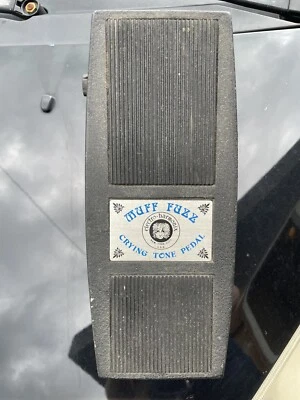 MUFF FUZZ
electro-harmonix
CRYING TONE PEDAL